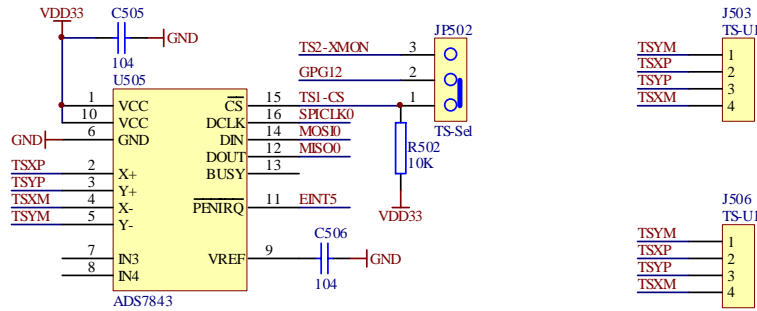 VDD33
C505
GND
104
U505
1 VCC
10 VCC
6 GND
GND
TSXP 2 X+
TSYP 3 Y+
TSXM 4 X-
TSYM 5 Y-
7 IN3
8 IN4
CS 15 TS1-CS
DCLK 16 SPICLK0
DIN 14 MOSI0
DOUT 12 MISO0
BUSY 13
PENIRQ 11 EINT5
VREF 9
ADS7843
C506
GND
104
JP502
TS2-XMON 3
GPG12 2
1
TS-Sel
R502
10K
VDD33
J503
TS-U1
TSYM 1
TSXP 2
TSYP 3
TSXM 4
J506
TS-U1
TSYM 1
TSXP 2
TSYP 3
TSXM 4